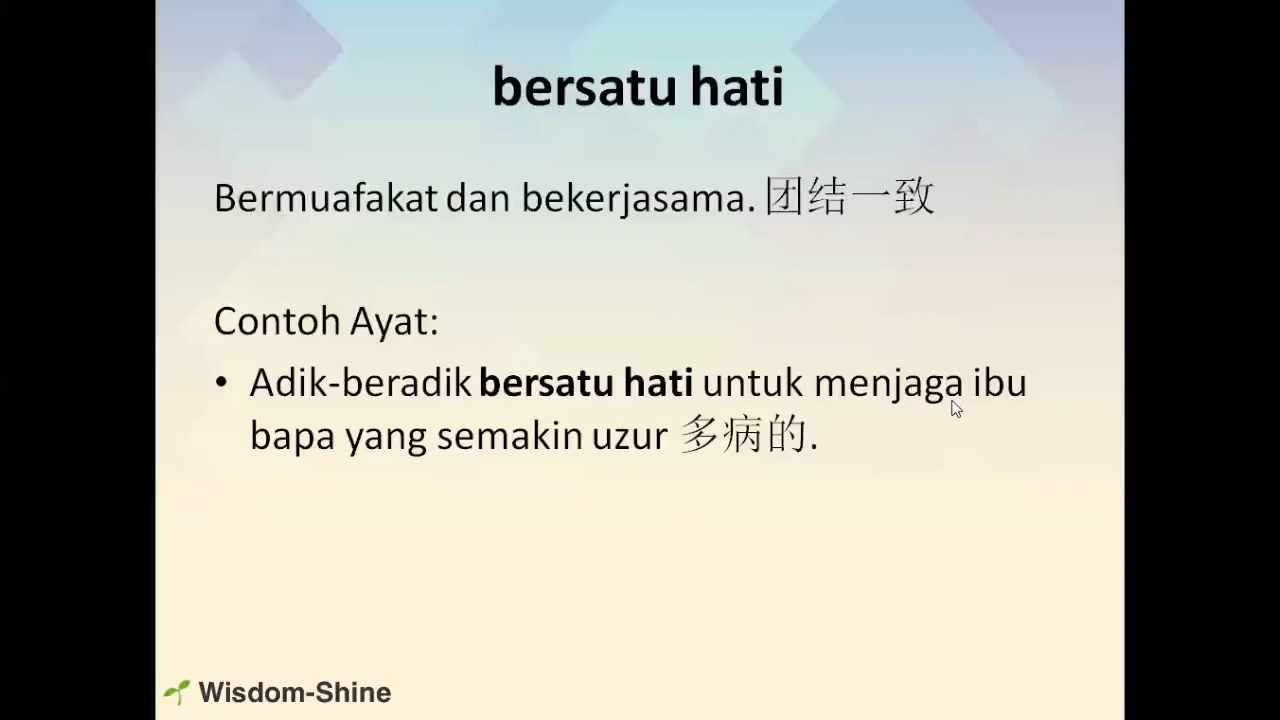 bersatu hati
Bermuafakat dan bekerjasama. 团结一致
Contoh Ayat:
• Adik-beradik bersatu hati untuk menjaga ibu
bapa yang semakin uzur 多病的.
Wisdom-Shine